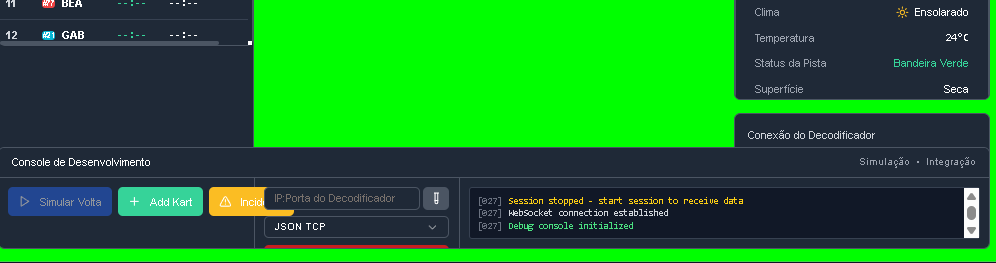 11 #77 BEA --:-- --:--
12 #21 GAB --:-- --:--
Clima Ensolarado
Temperatura 24°C
Status da Pista Bandeira Verde
Superfície Seca
Conexão do Decodificador
Console de Desenvolvimento
Simulação • Integração
Simular Volta
Add Kart
Incid
IP:Porta do Decodificador
JSON TCP
[027] Session stopped - start session to receive data
[027] WebSocket connection established
[027] Debug console initialized